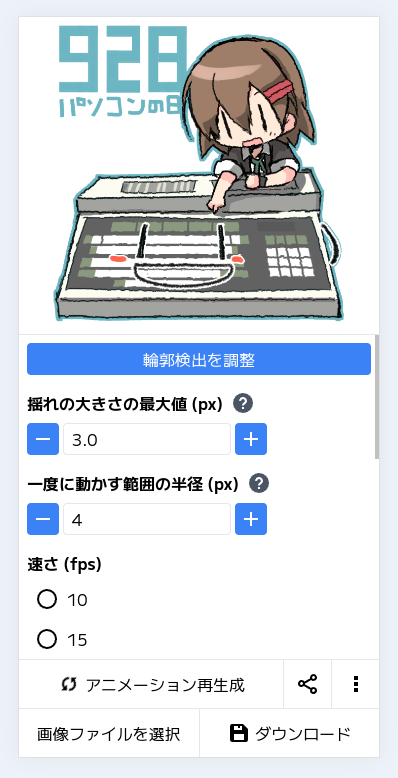 928
パソコンの日
輪郭検出を調整
揺れの大きさの最大値 (px) ?
− 3.0 +
一度に動かす範囲の半径 (px) ?
− 4 +
速さ (fps)
10
15
アニメーション再生成
画像ファイルを選択
ダウンロード